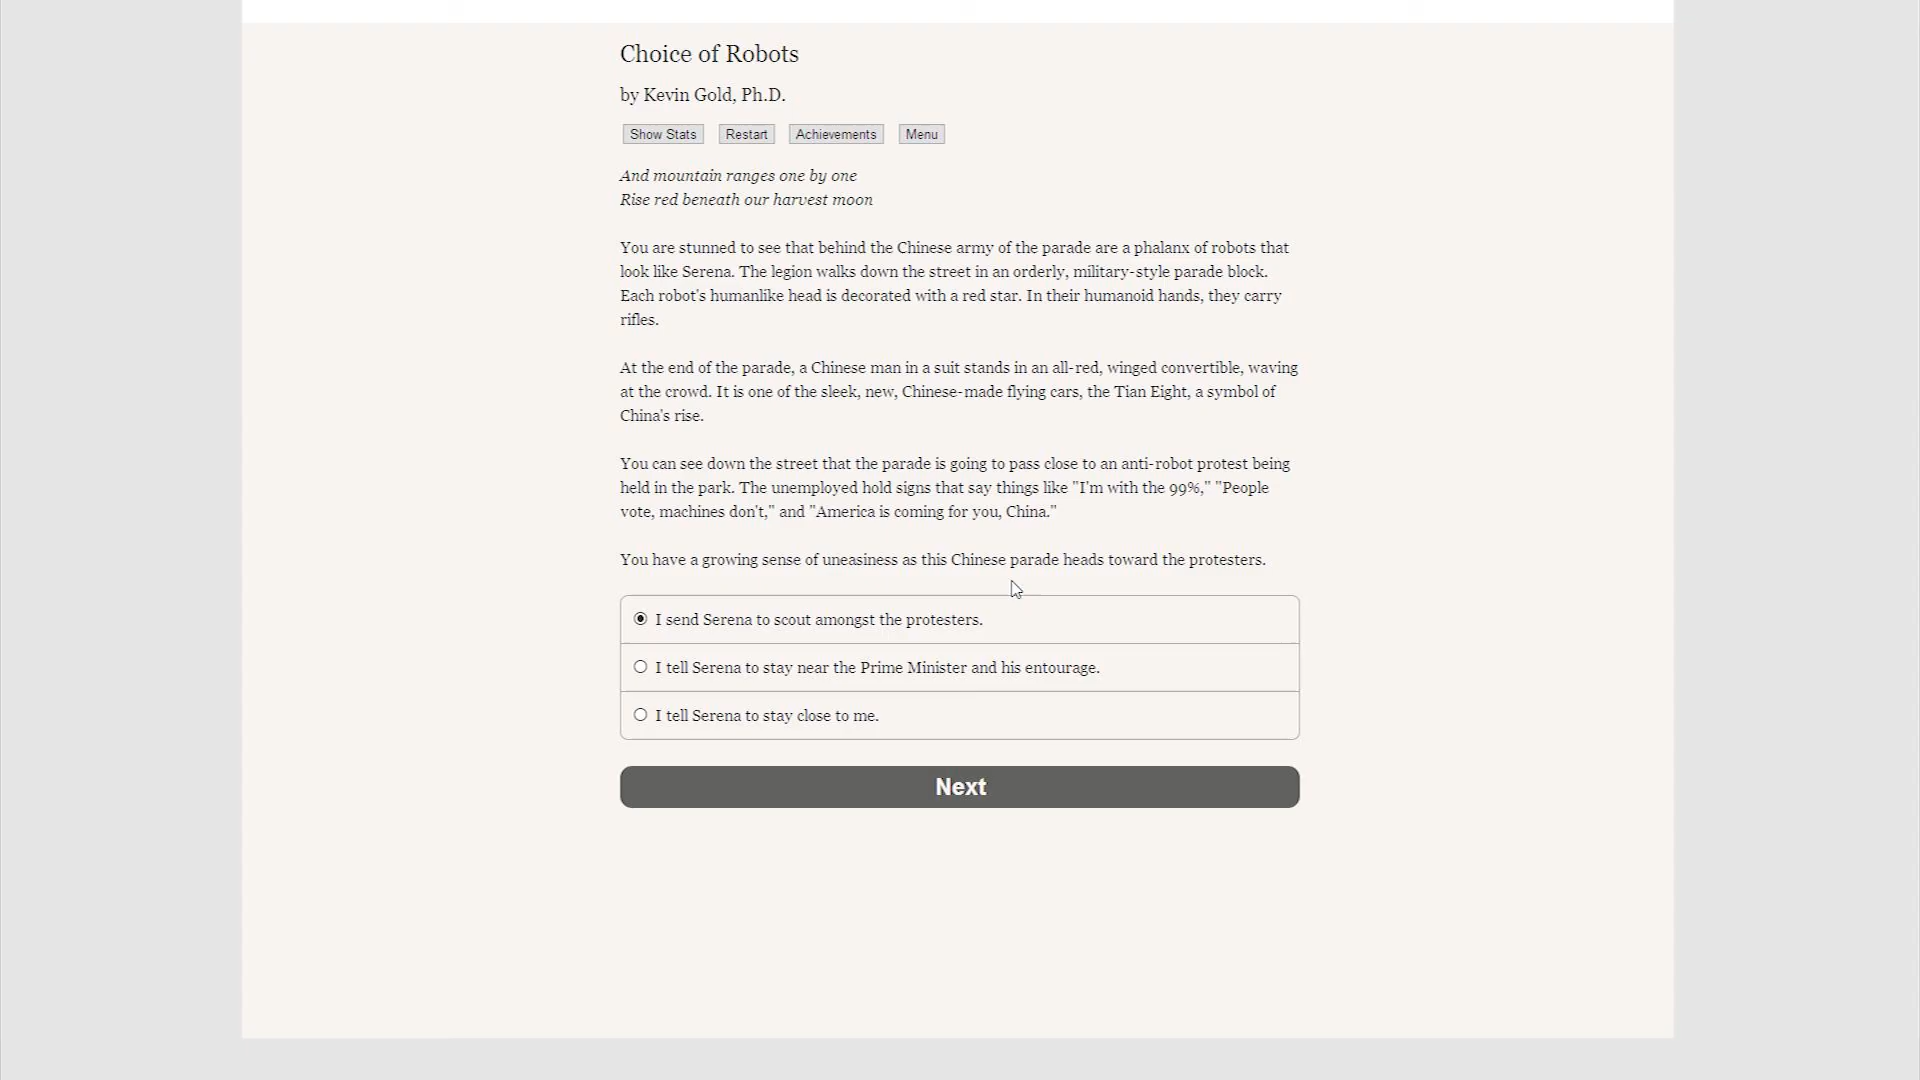 Choice of Robots
by Kevin Gold, Ph.D.
Show Stats Restart Achievements Menu
And mountain ranges one by one
Rise red beneath our harvest moon
You are stunned to see that behind the Chinese army of the parade are a phalanx of robots that
look like Serena. The legion walks down the street in an orderly, military-style parade block.
Each robot's humanlike head is decorated with a red star. In their humanoid hands, they carry
rifles.
At the end of the parade, a Chinese man in a suit stands in an all-red, winged convertible, waving
at the crowd. It is one of the sleek, new, Chinese-made flying cars, the Tian Eight, a symbol of
China's rise.
You can see down the street that the parade is going to pass close to an anti-robot protest being
held in the park. The unemployed hold signs that say things like "I'm with the 99%," "People
vote, machines don't," and "America is coming for you, China."
You have a growing sense of uneasiness as this Chinese parade heads toward the protesters.
I send Serena to scout amongst the protesters.
I tell Serena to stay near the Prime Minister and his entourage.
I tell Serena to stay close to me.
Next